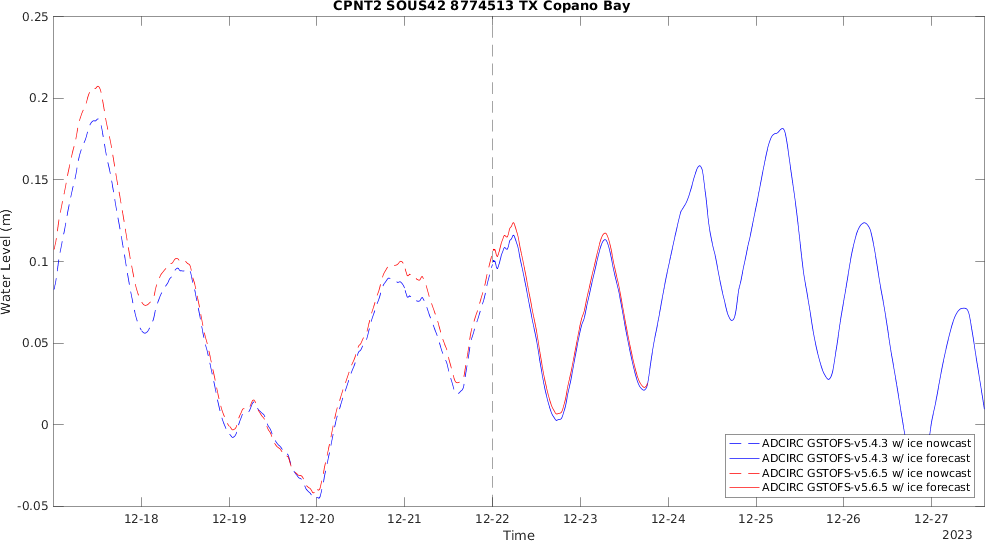 CPNT2 SOUS42 8774513 TX Copano Bay
0.25
0.2
0.15
0.1
0.05
0
-0.05
Water Level (m)
12-18
12-19
12-20
12-21
12-22
12-23
12-24
12-25
12-26
12-27
Time
2023
ADCIRC GSTOFS-v5.4.3 w/ ice nowcast
ADCIRC GSTOFS-v5.4.3 w/ ice forecast
ADCIRC GSTOFS-v5.6.5 w/ ice nowcast
ADCIRC GSTOFS-v5.6.5 w/ ice forecast